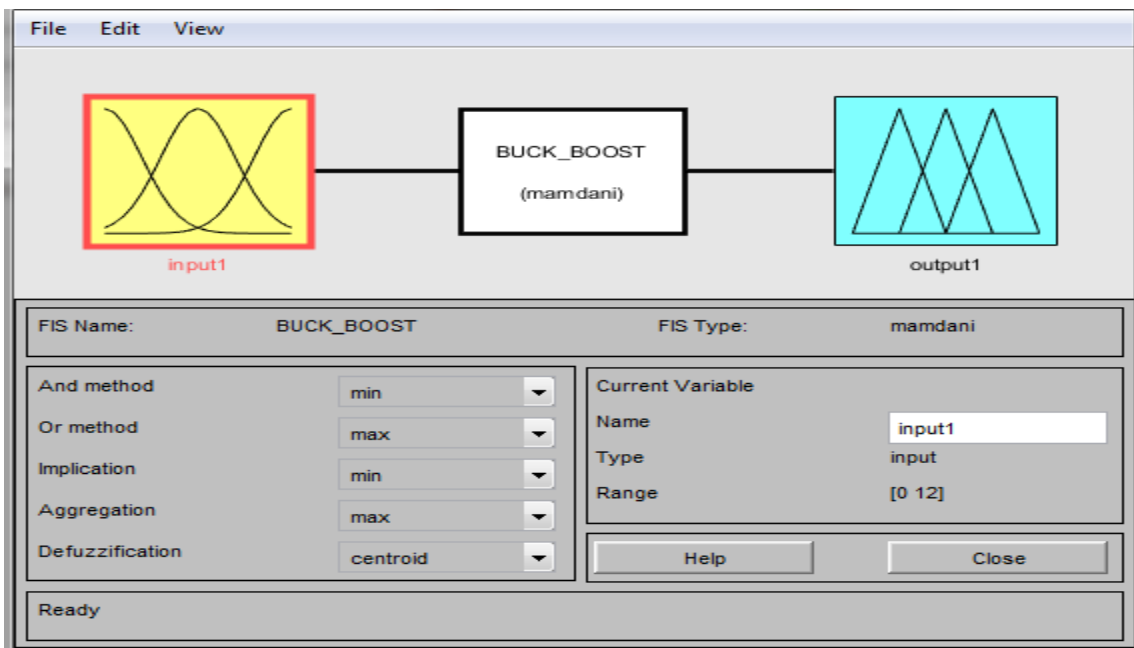 File Edit View
BUCK_BOOST
(mamdani)
input1
output1
FIS Name: BUCK_BOOST FIS Type: mamdani
And method min
Or method max
Implication min
Aggregation max
Defuzzification centroid
Current Variable
Name input1
Type input
Range [0 12]
Help Close
Ready